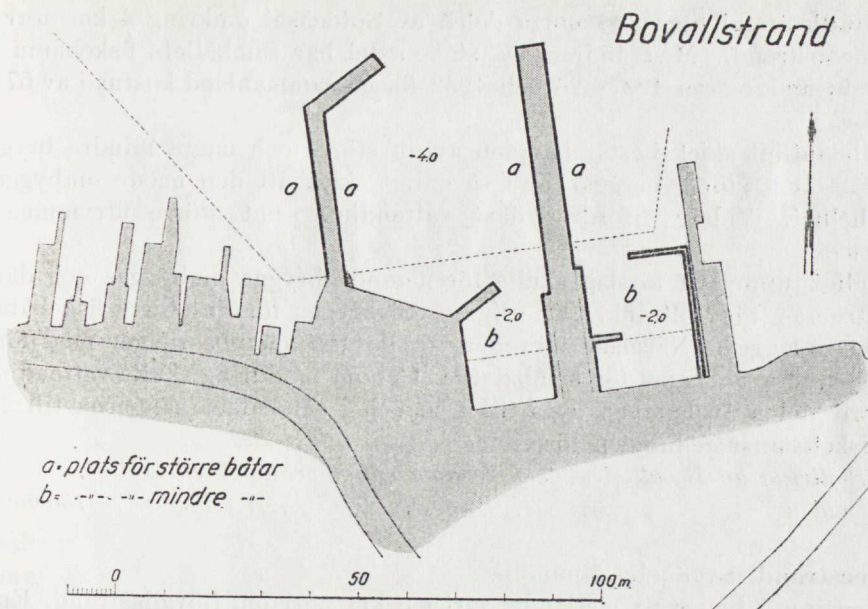 Bovallstrand
-4.0
a a a a
b -2.0
-2.0
b
a = plats för större båtar
b = -"- -"- mindre -"-
0 50 100 m.